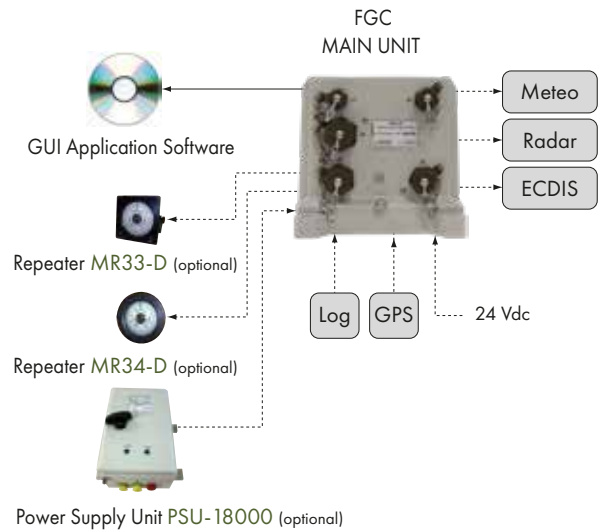 FGC
MAIN UNIT
GUI Application Software
Meteo
Radar
ECDIS
Repeater MR33-D (optional)
Log
GPS
24 Vdc
Repeater MR34-D (optional)
Power Supply Unit PSU-18000 (optional)